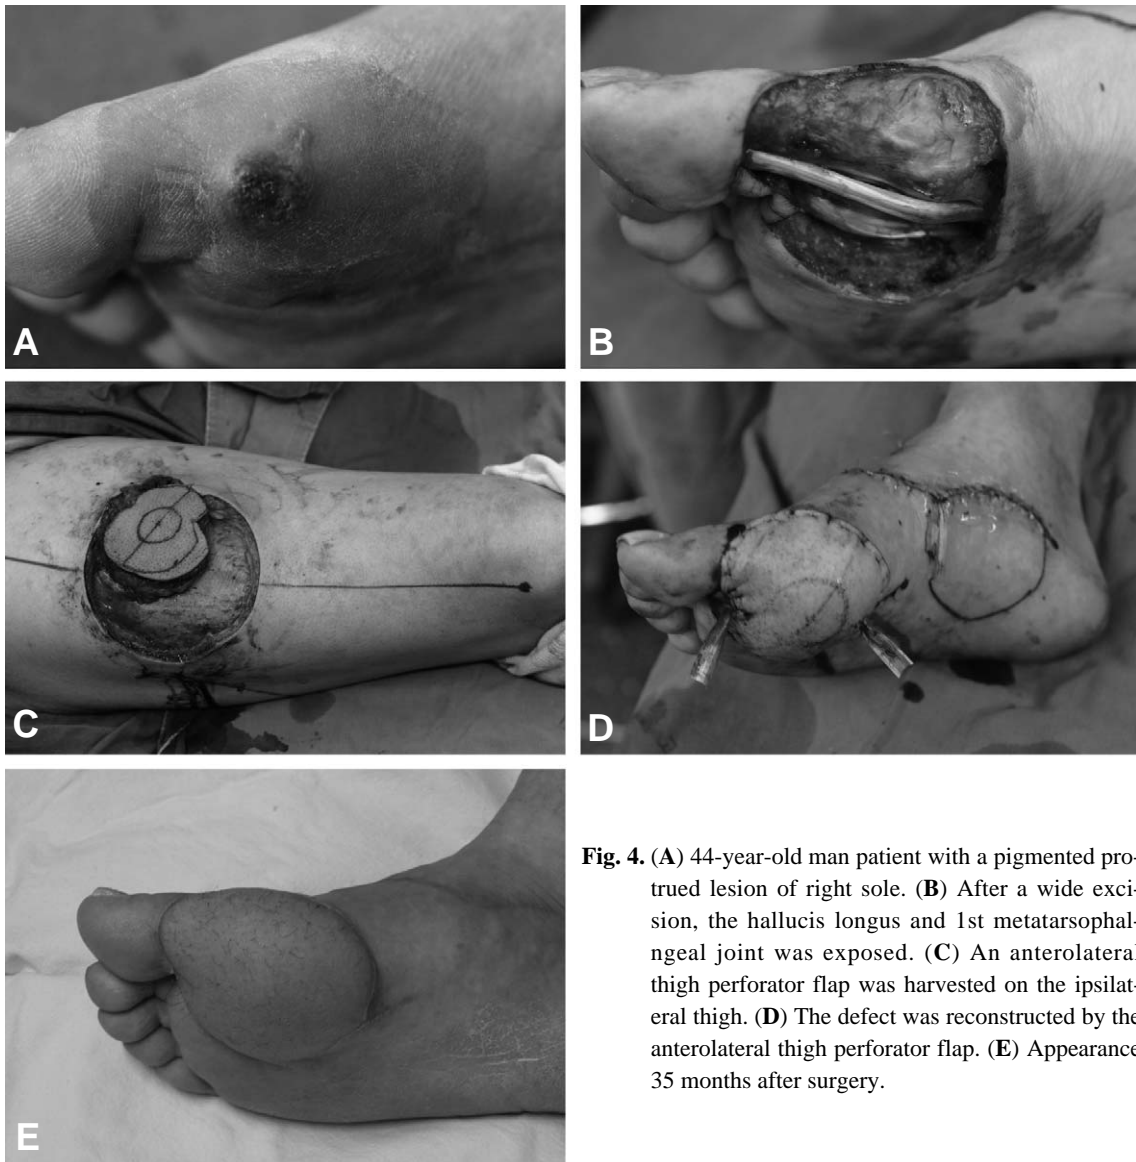 A
B
C
D
E
Fig. 4. (A) 44-year-old man patient with a pigmented pro-
trued lesion of right sole. (B) After a wide exci-
sion, the hallucis longus and 1st metatarsophal-
ngeal joint was exposed. (C) An anterolateral
thigh perforator flap was harvested on the ipsilat-
eral thigh. (D) The defect was reconstructed by the
anterolateral thigh perforator flap. (E) Appearance
35 months after surgery.